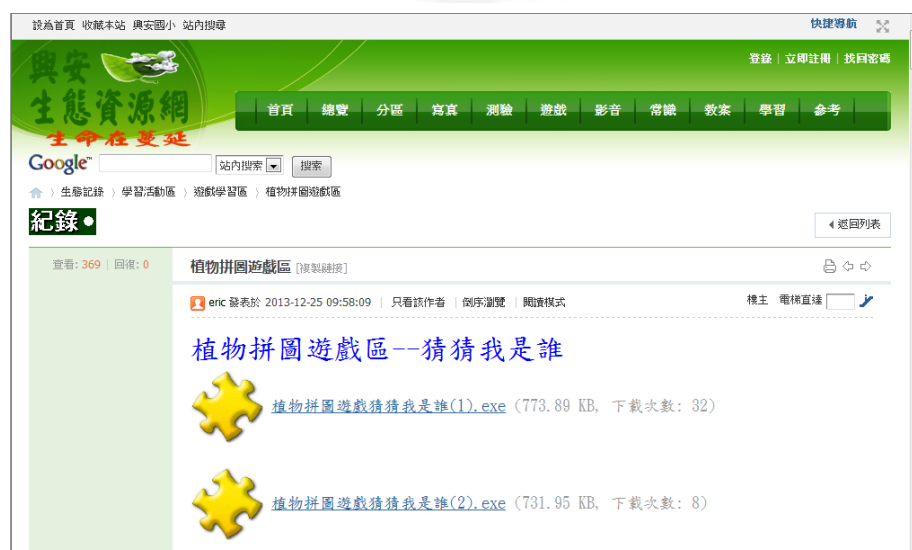 設為首頁 收藏本站 興安國小 站內搜尋 快捷導航
登錄 | 立即註冊 | 找回密碼
興安
生態資源網
生命在蔓延
首頁 總覽 分區 寫真 測驗 遊戲 影音 常識 教案 學習 參考
Google™ 站內搜索 搜索
生態記錄 › 學習活動區 › 遊戲學習區 › 植物拼圖遊戲區
紀錄•
返回列表
查看: 369 | 回復: 0
植物拼圖遊戲區 [複製鏈接]
eric 發表於 2013-12-25 09:58:09 | 只看該作者 | 倒序瀏覽 | 閱讀模式 樓主 電梯直達
植物拼圖遊戲區--猜猜我是誰
植物拼圖遊戲猜猜我是誰(1).exe (773.89 KB, 下載次數: 32)
植物拼圖遊戲猜猜我是誰(2).exe (731.95 KB, 下載次數: 8)